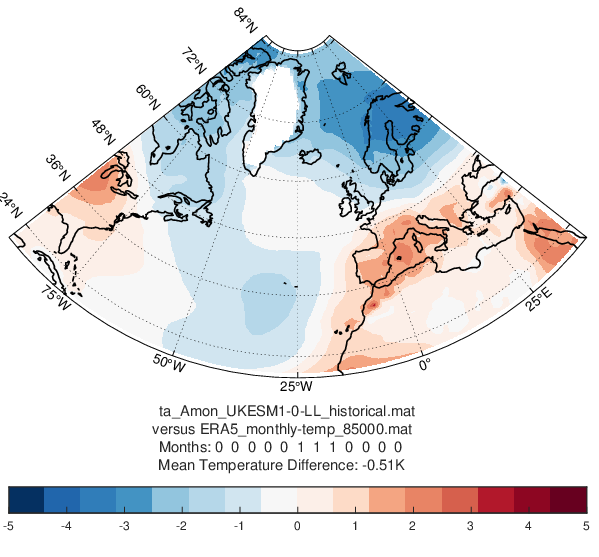 84°N
72°N
60°N
48°N
36°N
24°N
75°W
50°W
25°W
0°
25°E
ta_Amon_UKESM1-0-LL_historical.mat
versus ERA5_monthly-temp_85000.mat
Months: 0 0 0 0 0 1 1 1 0 0 0 0
Mean Temperature Difference: -0.51K
-5 -4 -3 -2 -1 0 1 2 3 4 5